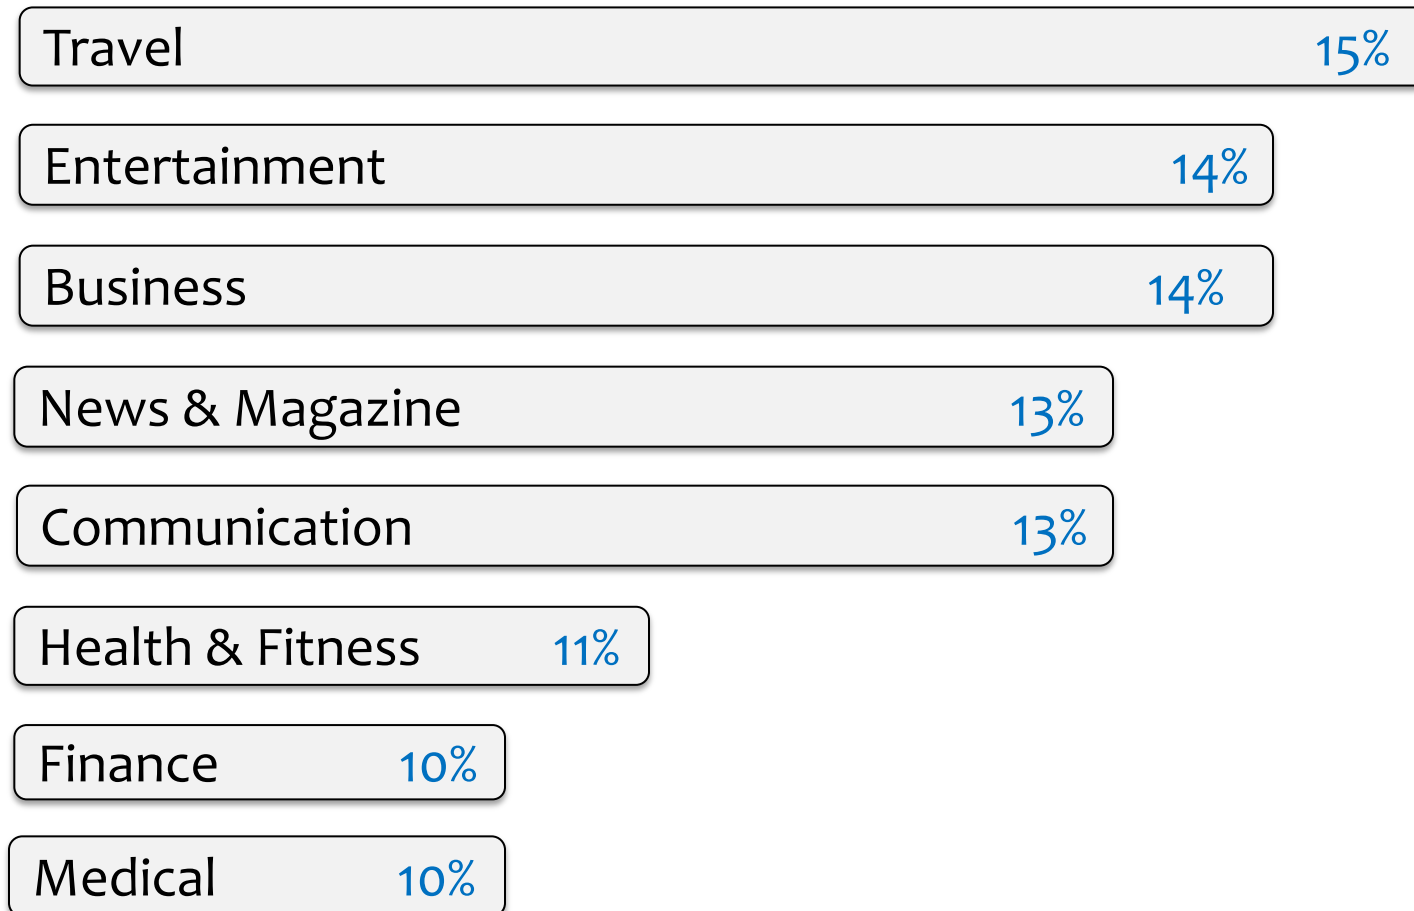 Travel 15%
Entertainment 14%
Business 14%
News & Magazine 13%
Communication 13%
Health & Fitness 11%
Finance 10%
Medical 10%